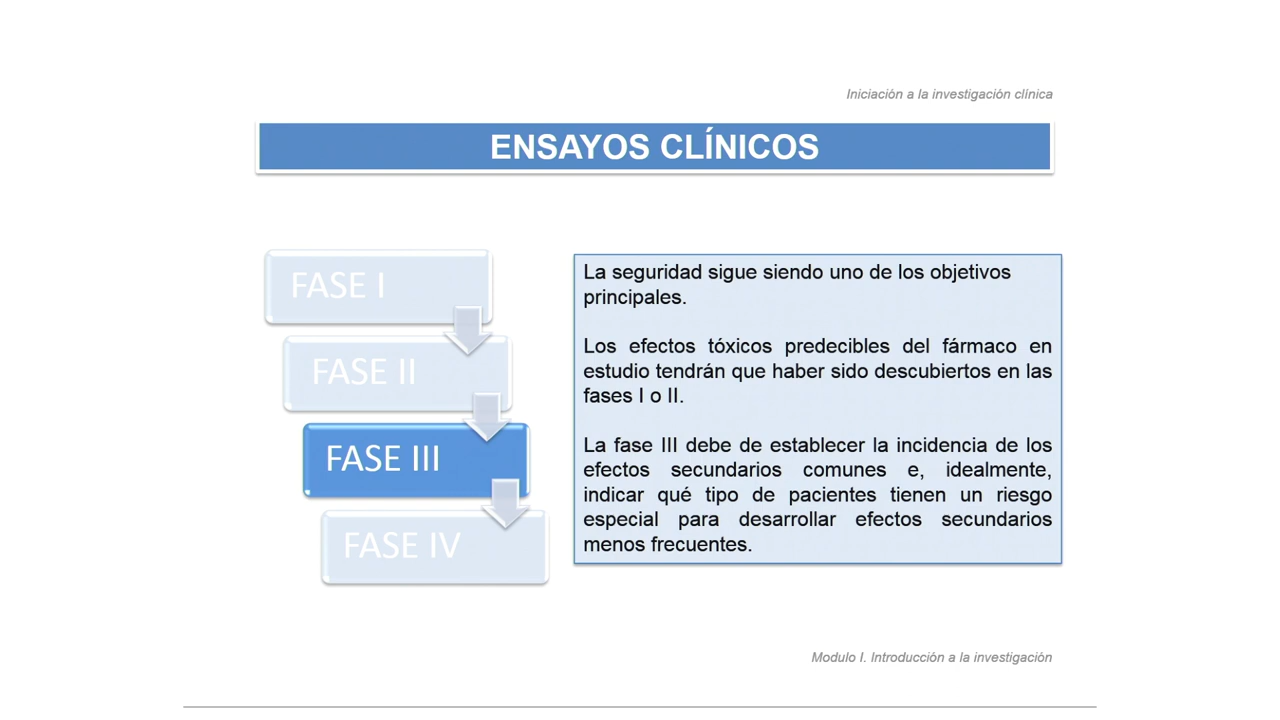 Iniciación a la investigación clínica
ENSAYOS CLÍNICOS
FASE I
FASE II
FASE III
FASE IV
La seguridad sigue siendo uno de los objetivos
principales.
Los efectos tóxicos predecibles del fármaco en
estudio tendrán que haber sido descubiertos en las
fases I o II.
La fase III debe de establecer la incidencia de los
efectos secundarios comunes e, idealmente,
indicar qué tipo de pacientes tienen un riesgo
especial para desarrollar efectos secundarios
menos frecuentes.
Modulo I. Introducción a la investigación